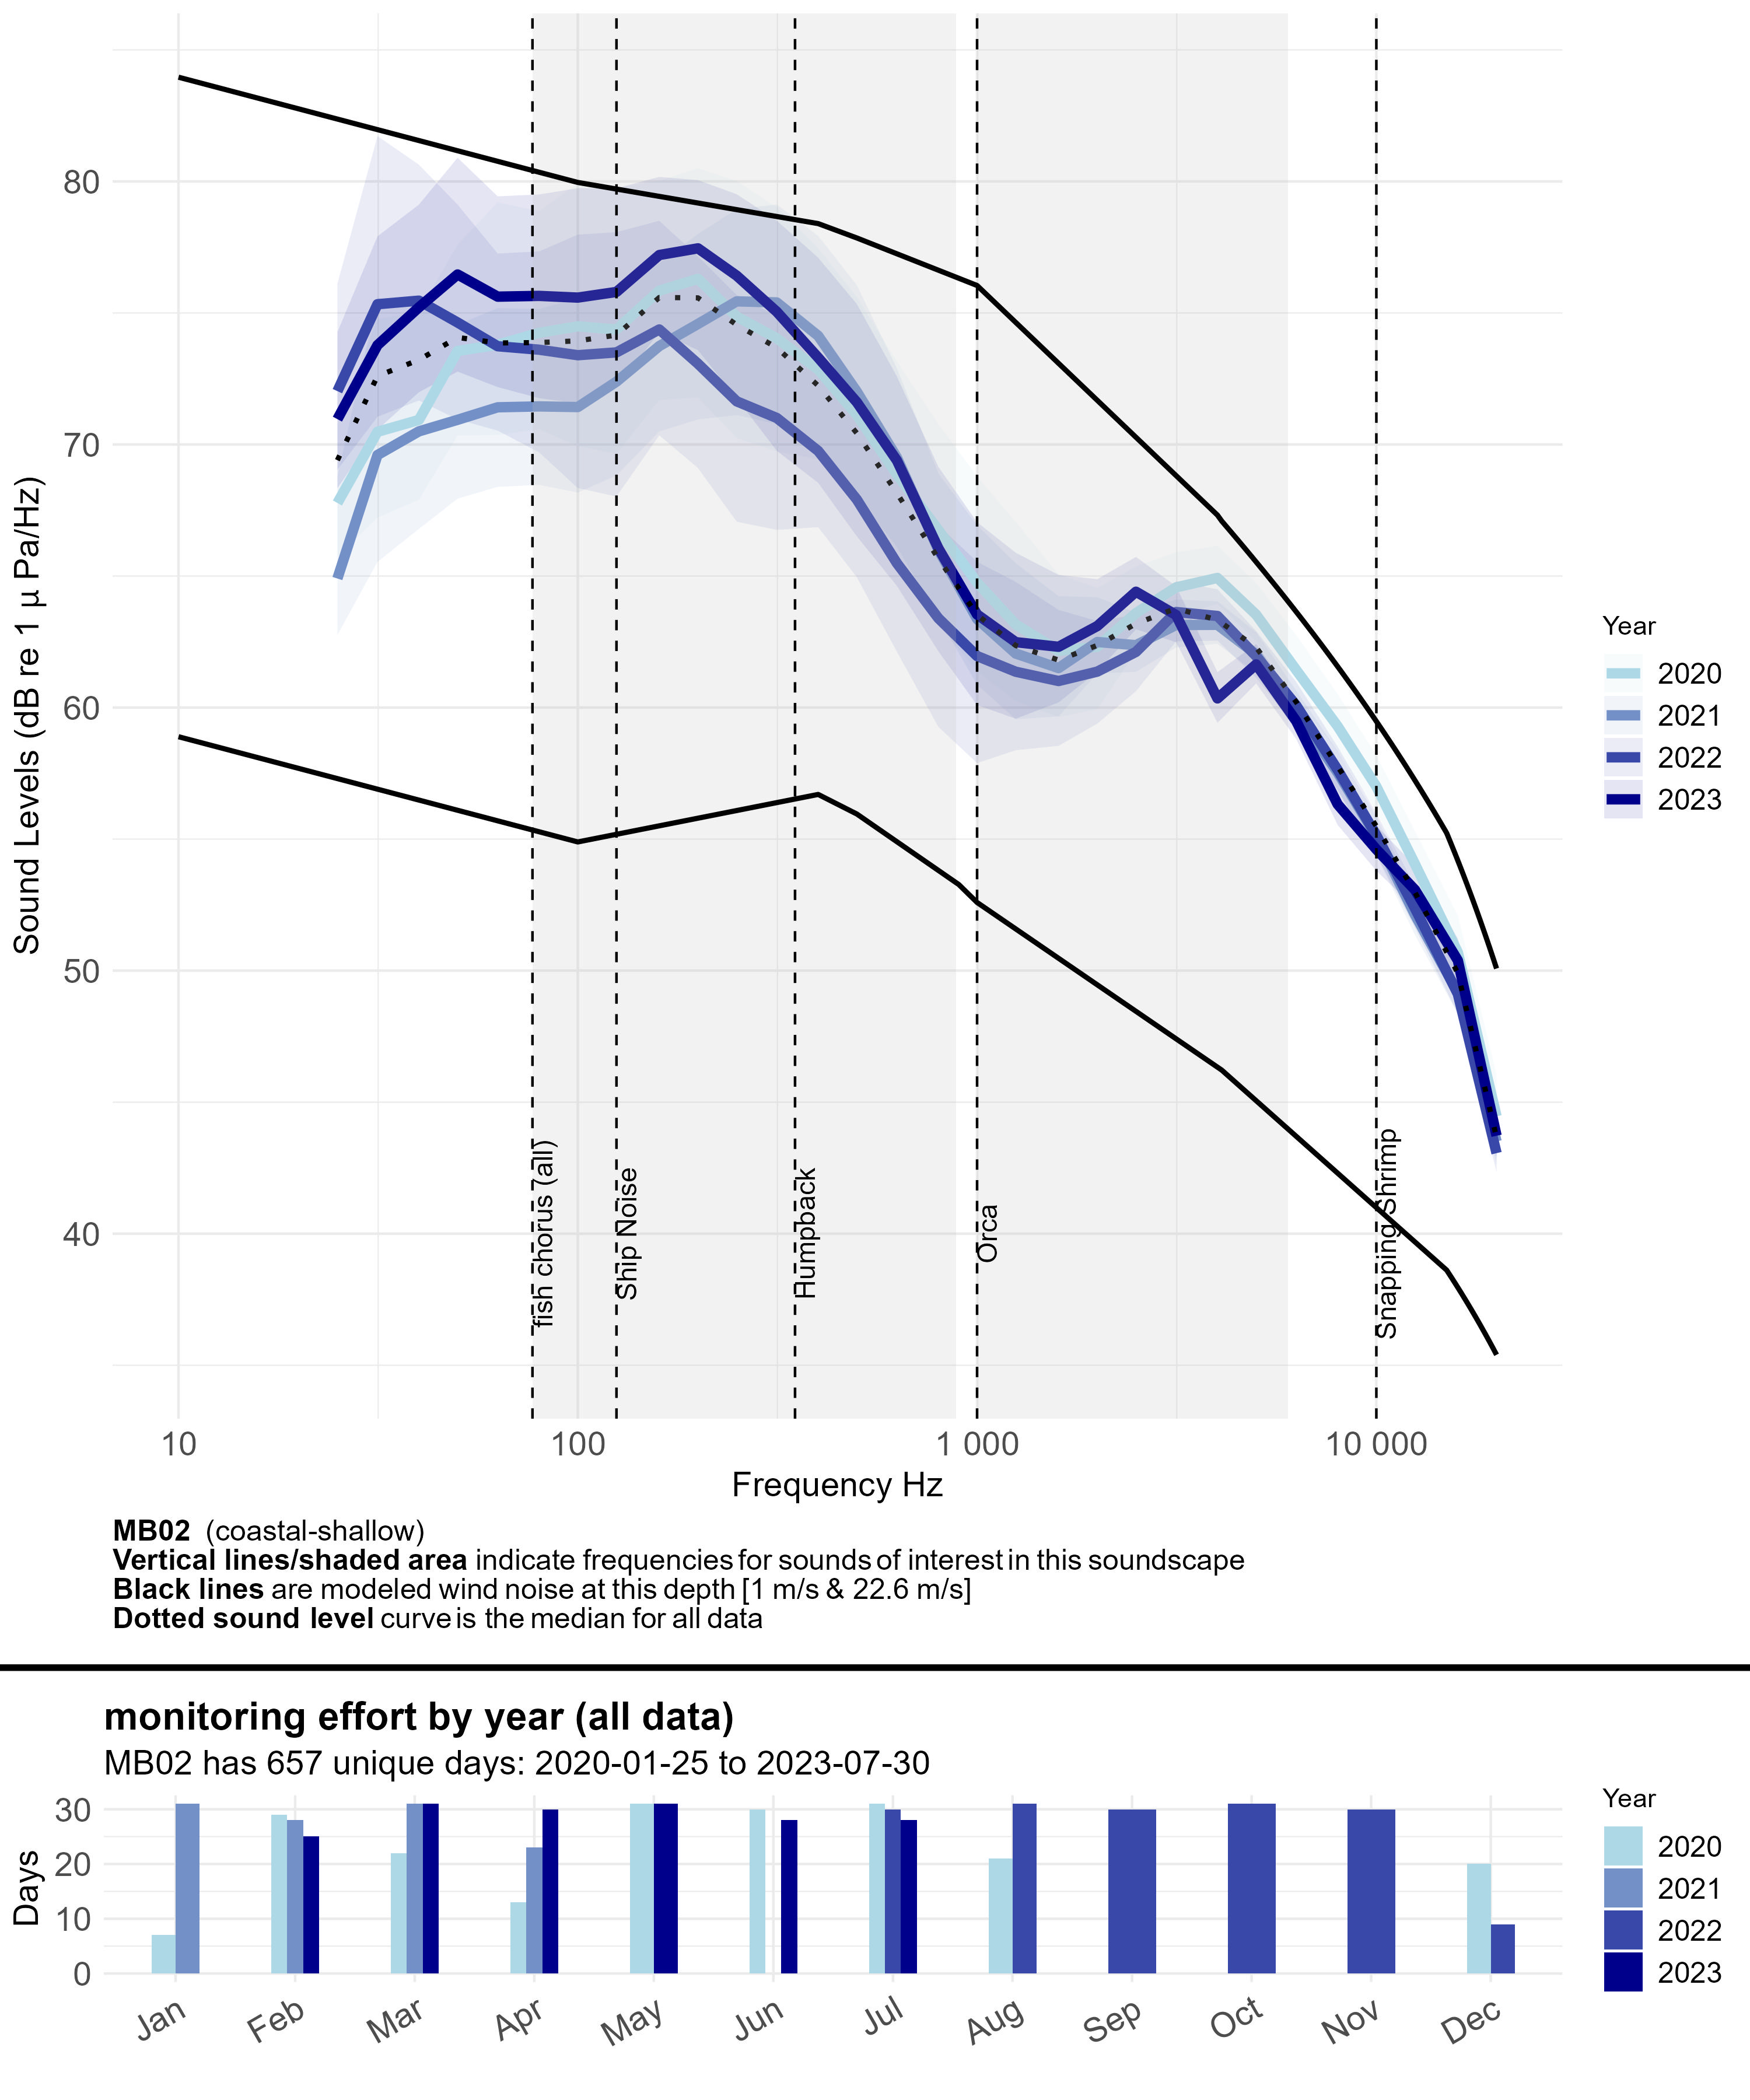 80
70
60
50
40
Sound Levels (dB re 1 µ Pa/Hz)
fish chorus (all)
Ship Noise
Humpback
Orca
Snapping Shrimp
10
100
1 000
10 000
Frequency Hz
Year
2020
2021
2022
2023
MB02 (coastal-shallow)
Vertical lines/shaded area indicate frequencies for sounds of interest in this soundscape
Black lines are modeled wind noise at this depth [1 m/s & 22.6 m/s]
Dotted sound level curve is the median for all data
monitoring effort by year (all data)
MB02 has 657 unique days: 2020-01-25 to 2023-07-30
30
20
10
0
Days
Jan
Feb
Mar
Apr
May
Jun
Jul
Aug
Sep
Oct
Nov
Dec
Year
2020
2021
2022
2023